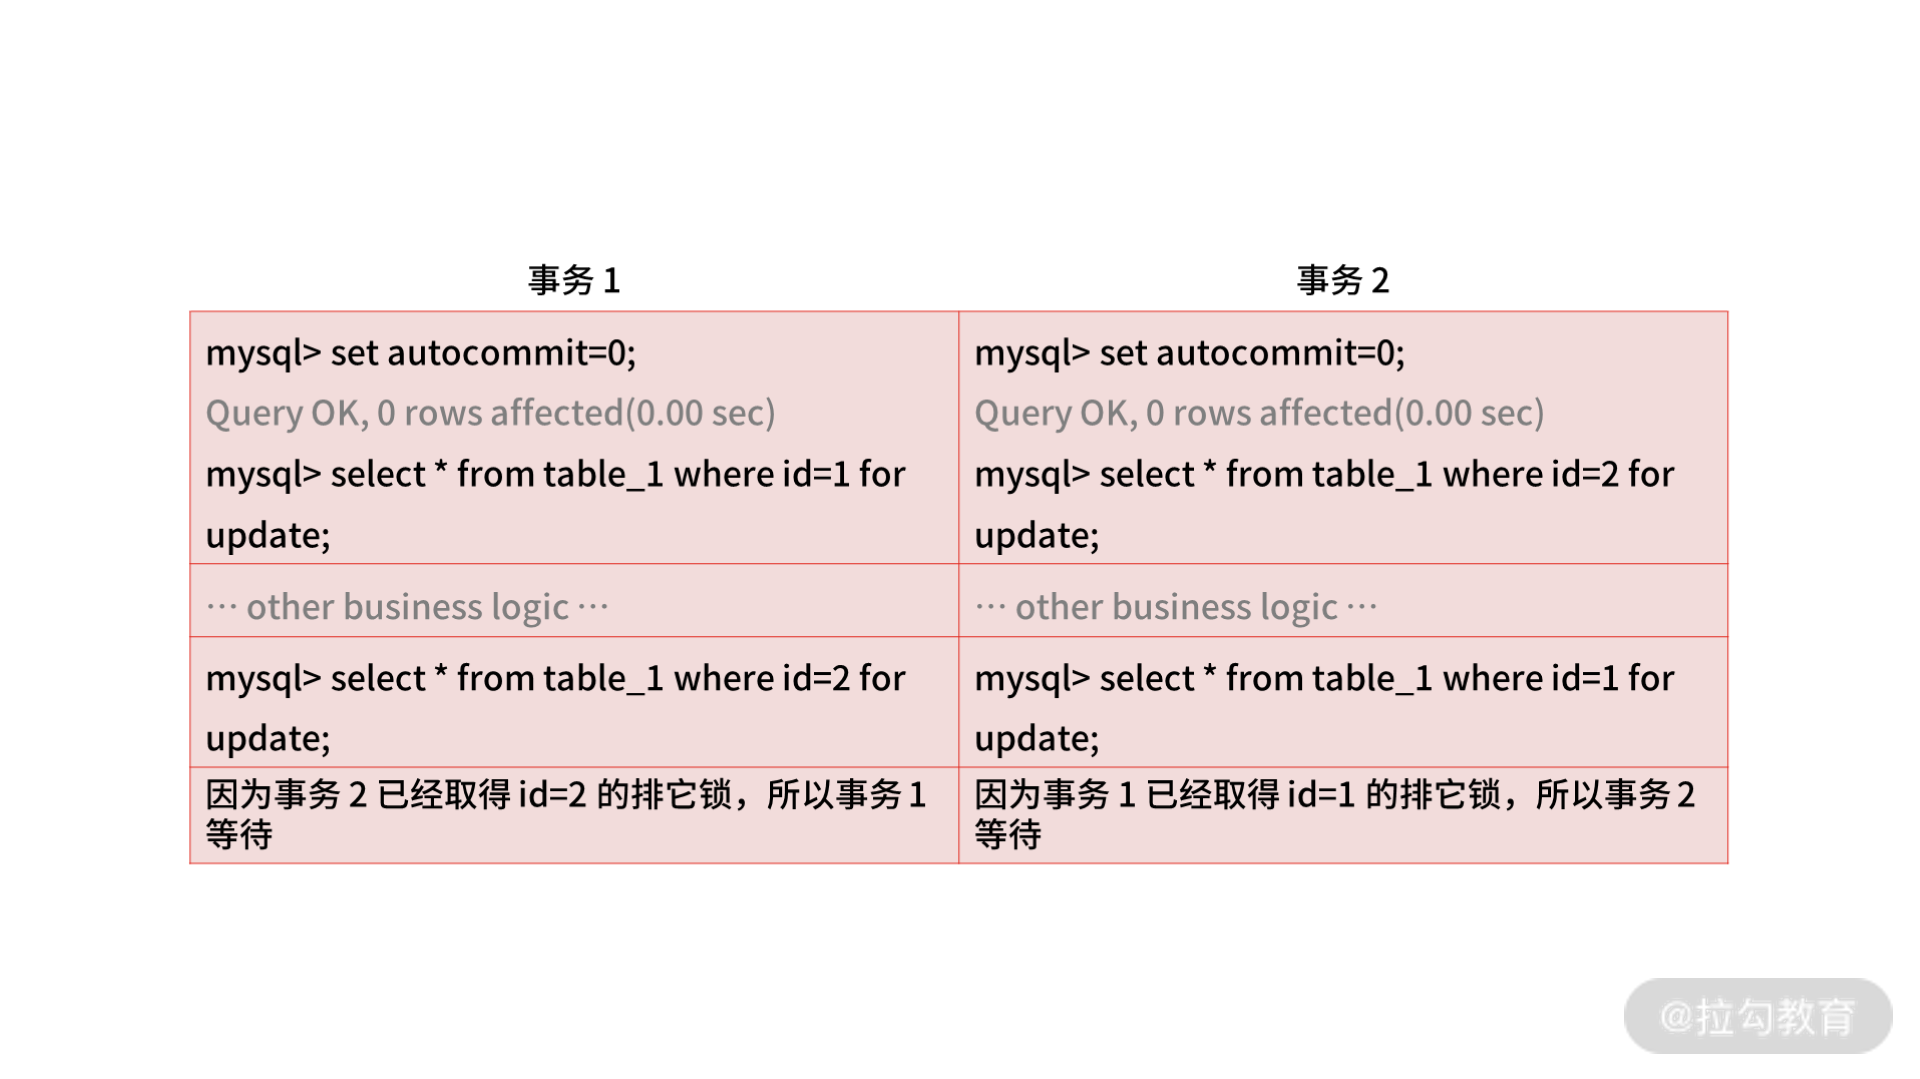 事务 1
事务 2
mysql> set autocommit=0;
Query OK, 0 rows affected(0.00 sec)
mysql> select * from table_1 where id=1 for
update;
mysql> set autocommit=0;
Query OK, 0 rows affected(0.00 sec)
mysql> select * from table_1 where id=2 for
update;
··· other business logic ···
··· other business logic ···
mysql> select * from table_1 where id=2 for
update;
mysql> select * from table_1 where id=1 for
update;
因为事务 2 已经取得 id=2 的排它锁，所以事务 1
等待
因为事务 1 已经取得 id=1 的排它锁，所以事务 2
等待
@拉勾教育